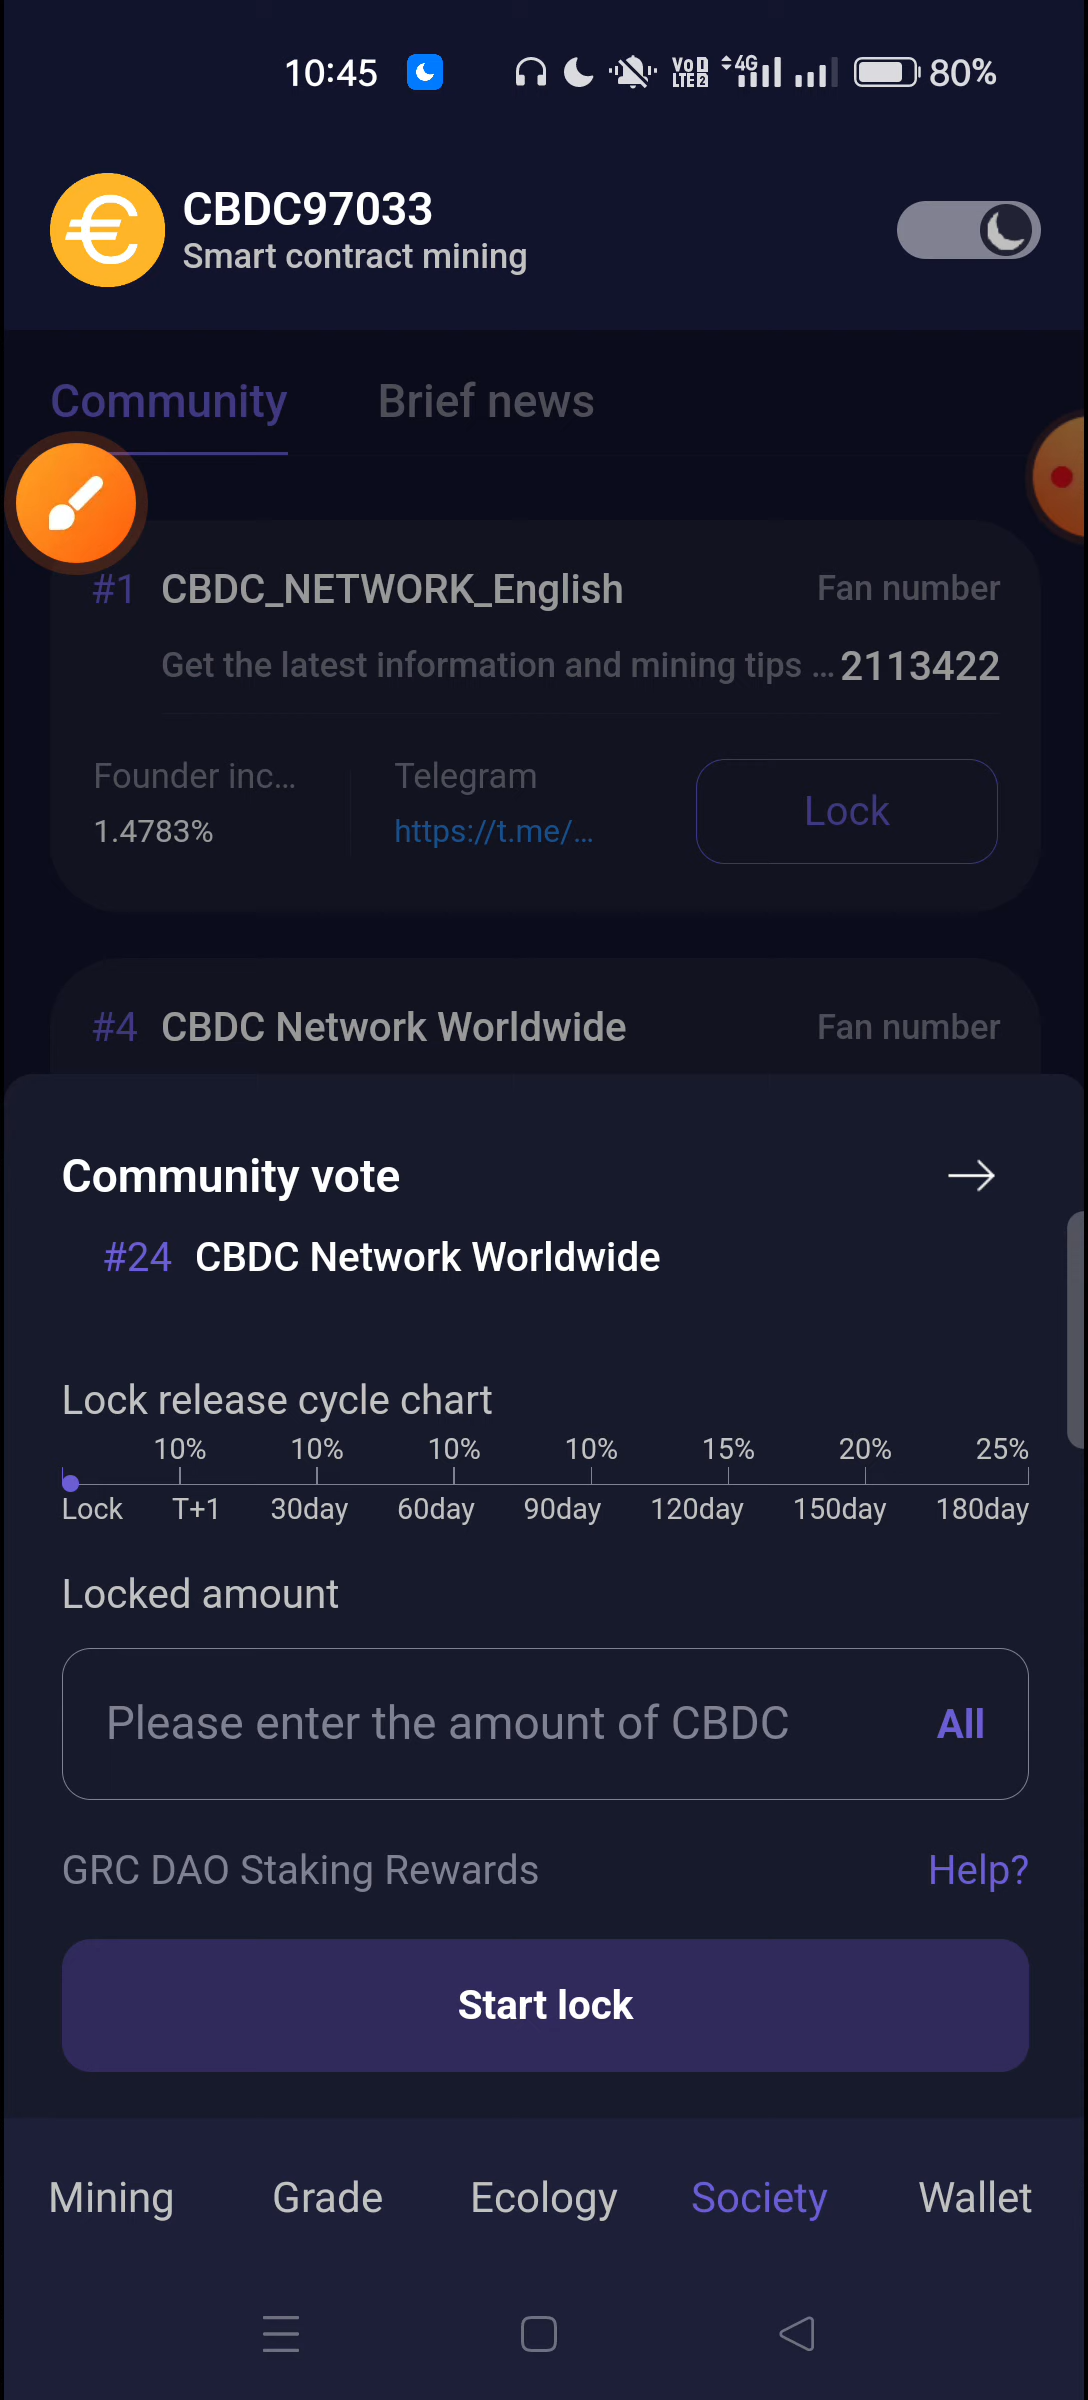 10:45 VoD LTE 2 4G 80%
CBDC97033
Smart contract mining
Community Brief news
#1 CBDC_NETWORK_English Fan number
Get the latest information and mining tips ... 2113422
Founder inc... Telegram
1.4783% https://t.me/... Lock
#4 CBDC Network Worldwide Fan number
Community vote
#24 CBDC Network Worldwide
Lock release cycle chart
10% 10% 10% 10% 15% 20% 25%
Lock T+1 30day 60day 90day 120day 150day 180day
Locked amount
Please enter the amount of CBDC All
GRC DAO Staking Rewards Help?
Start lock
Mining Grade Ecology Society Wallet